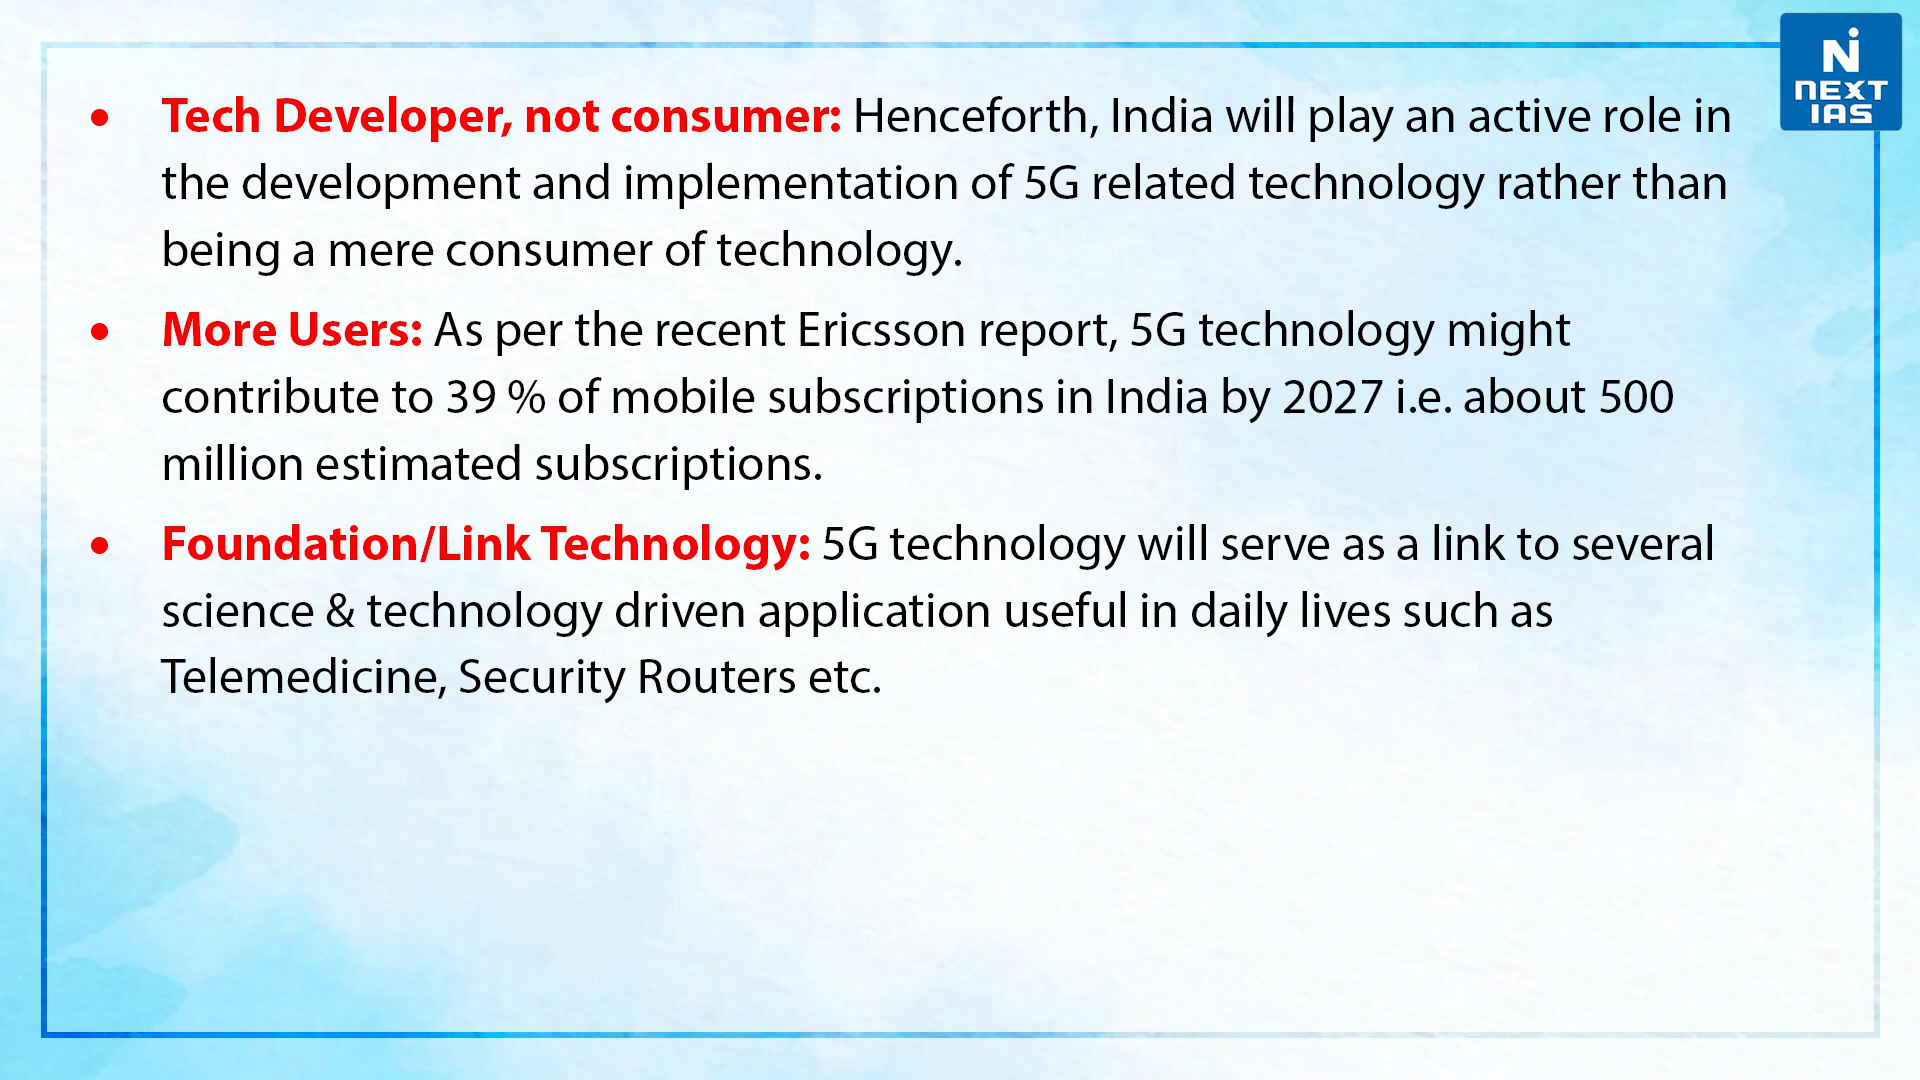 NEXT
IAS
• Tech Developer, not consumer: Henceforth, India will play an active role in
the development and implementation of 5G related technology rather than
being a mere consumer of technology.
• More Users: As per the recent Ericsson report, 5G technology might
contribute to 39 % of mobile subscriptions in India by 2027 i.e. about 500
million estimated subscriptions.
• Foundation/Link Technology: 5G technology will serve as a link to several
science & technology driven application useful in daily lives such as
Telemedicine, Security Routers etc.